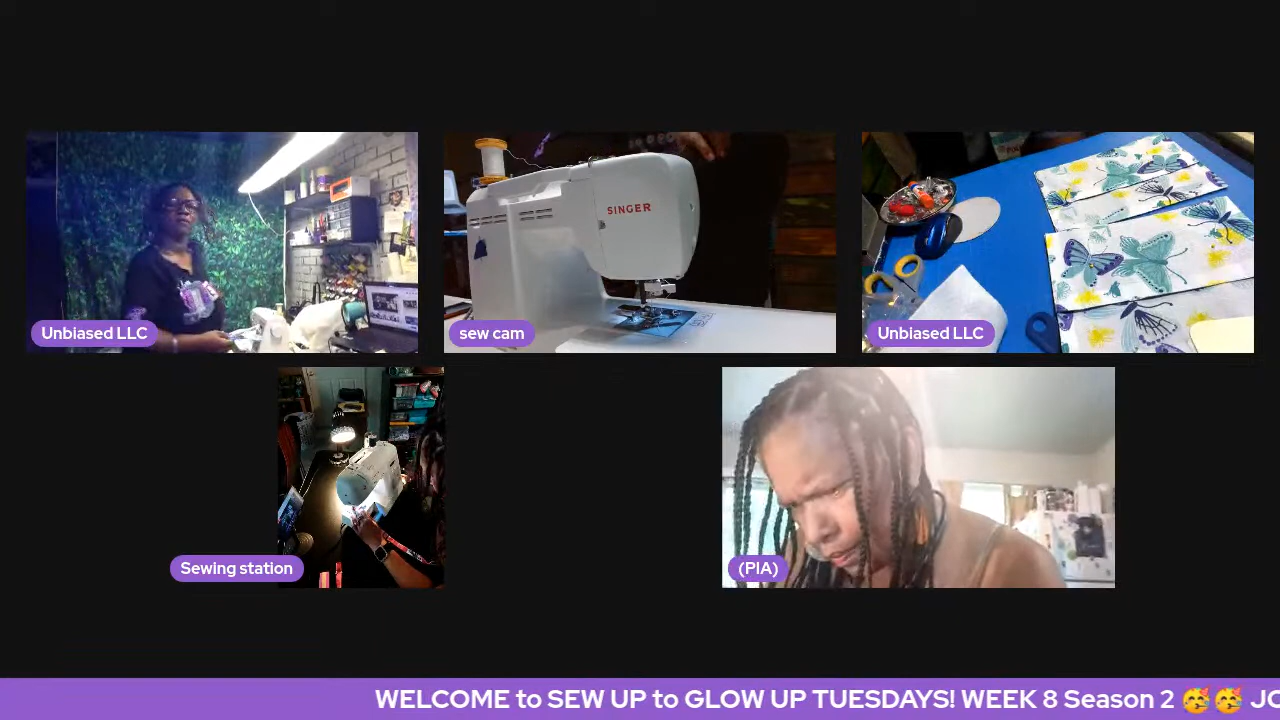 SINGER
Unbiased LLC
sew cam
Unbiased LLC
Sewing station
(PIA)
WELCOME to SEW UP to GLOW UP TUESDAYS! WEEK 8 Season 2 🥳🥳 JO